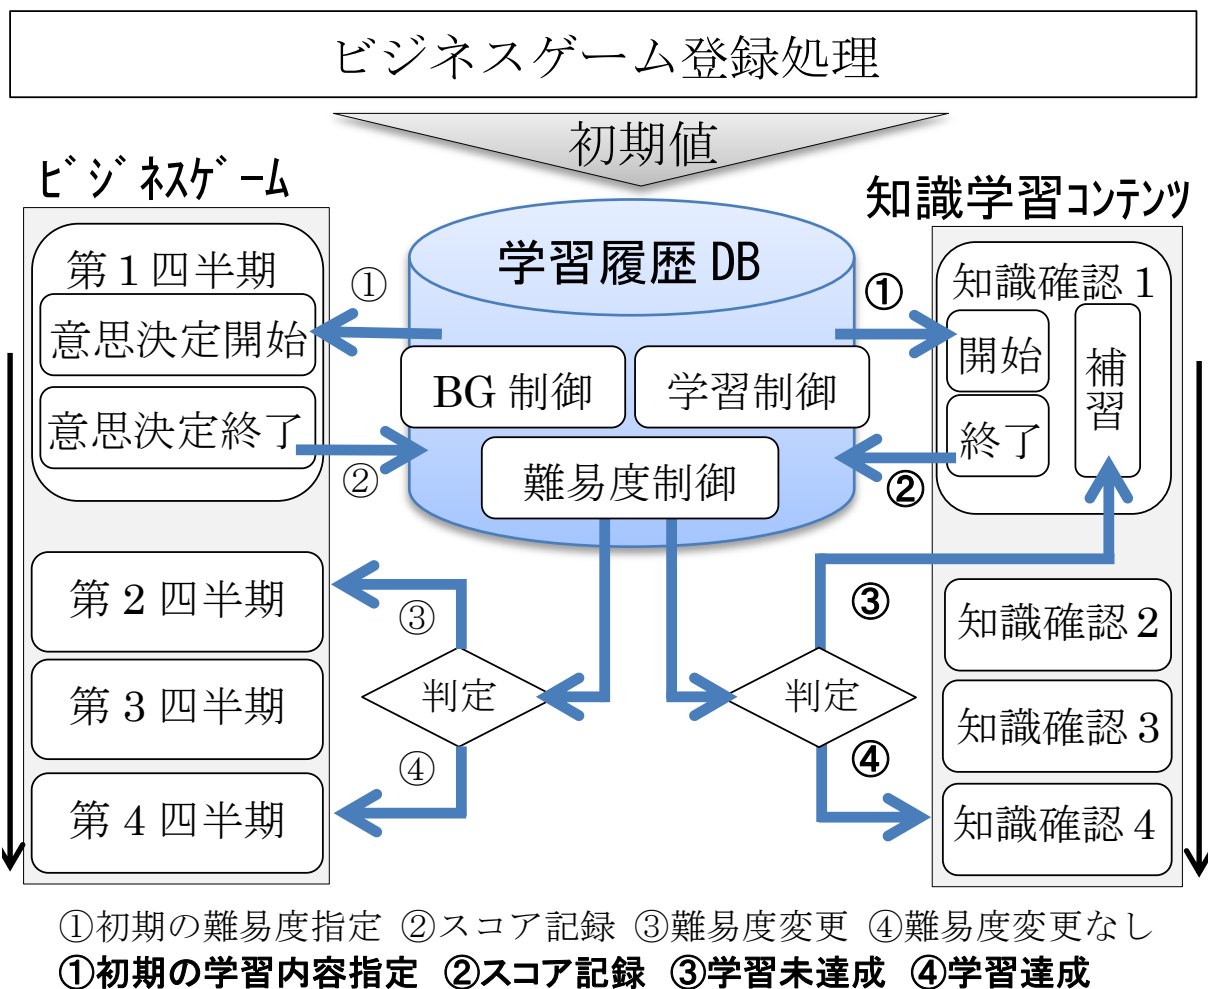 ビジネスゲーム登録処理
初期値
ビジネスゲーム
知識学習コンテンツ
学習履歴 DB
第 1 四半期
意思決定開始
意思決定終了
①
②
BG 制御
学習制御
難易度制御
①
②
知識確認 1
開始
終了
補習
第 2 四半期
第 3 四半期
第 4 四半期
③
判定
④
③
判定
④
知識確認 2
知識確認 3
知識確認 4
①初期の難易度指定 ②スコア記録 ③難易度変更 ④難易度変更なし
①初期の学習内容指定 ②スコア記録 ③学習未達成 ④学習達成